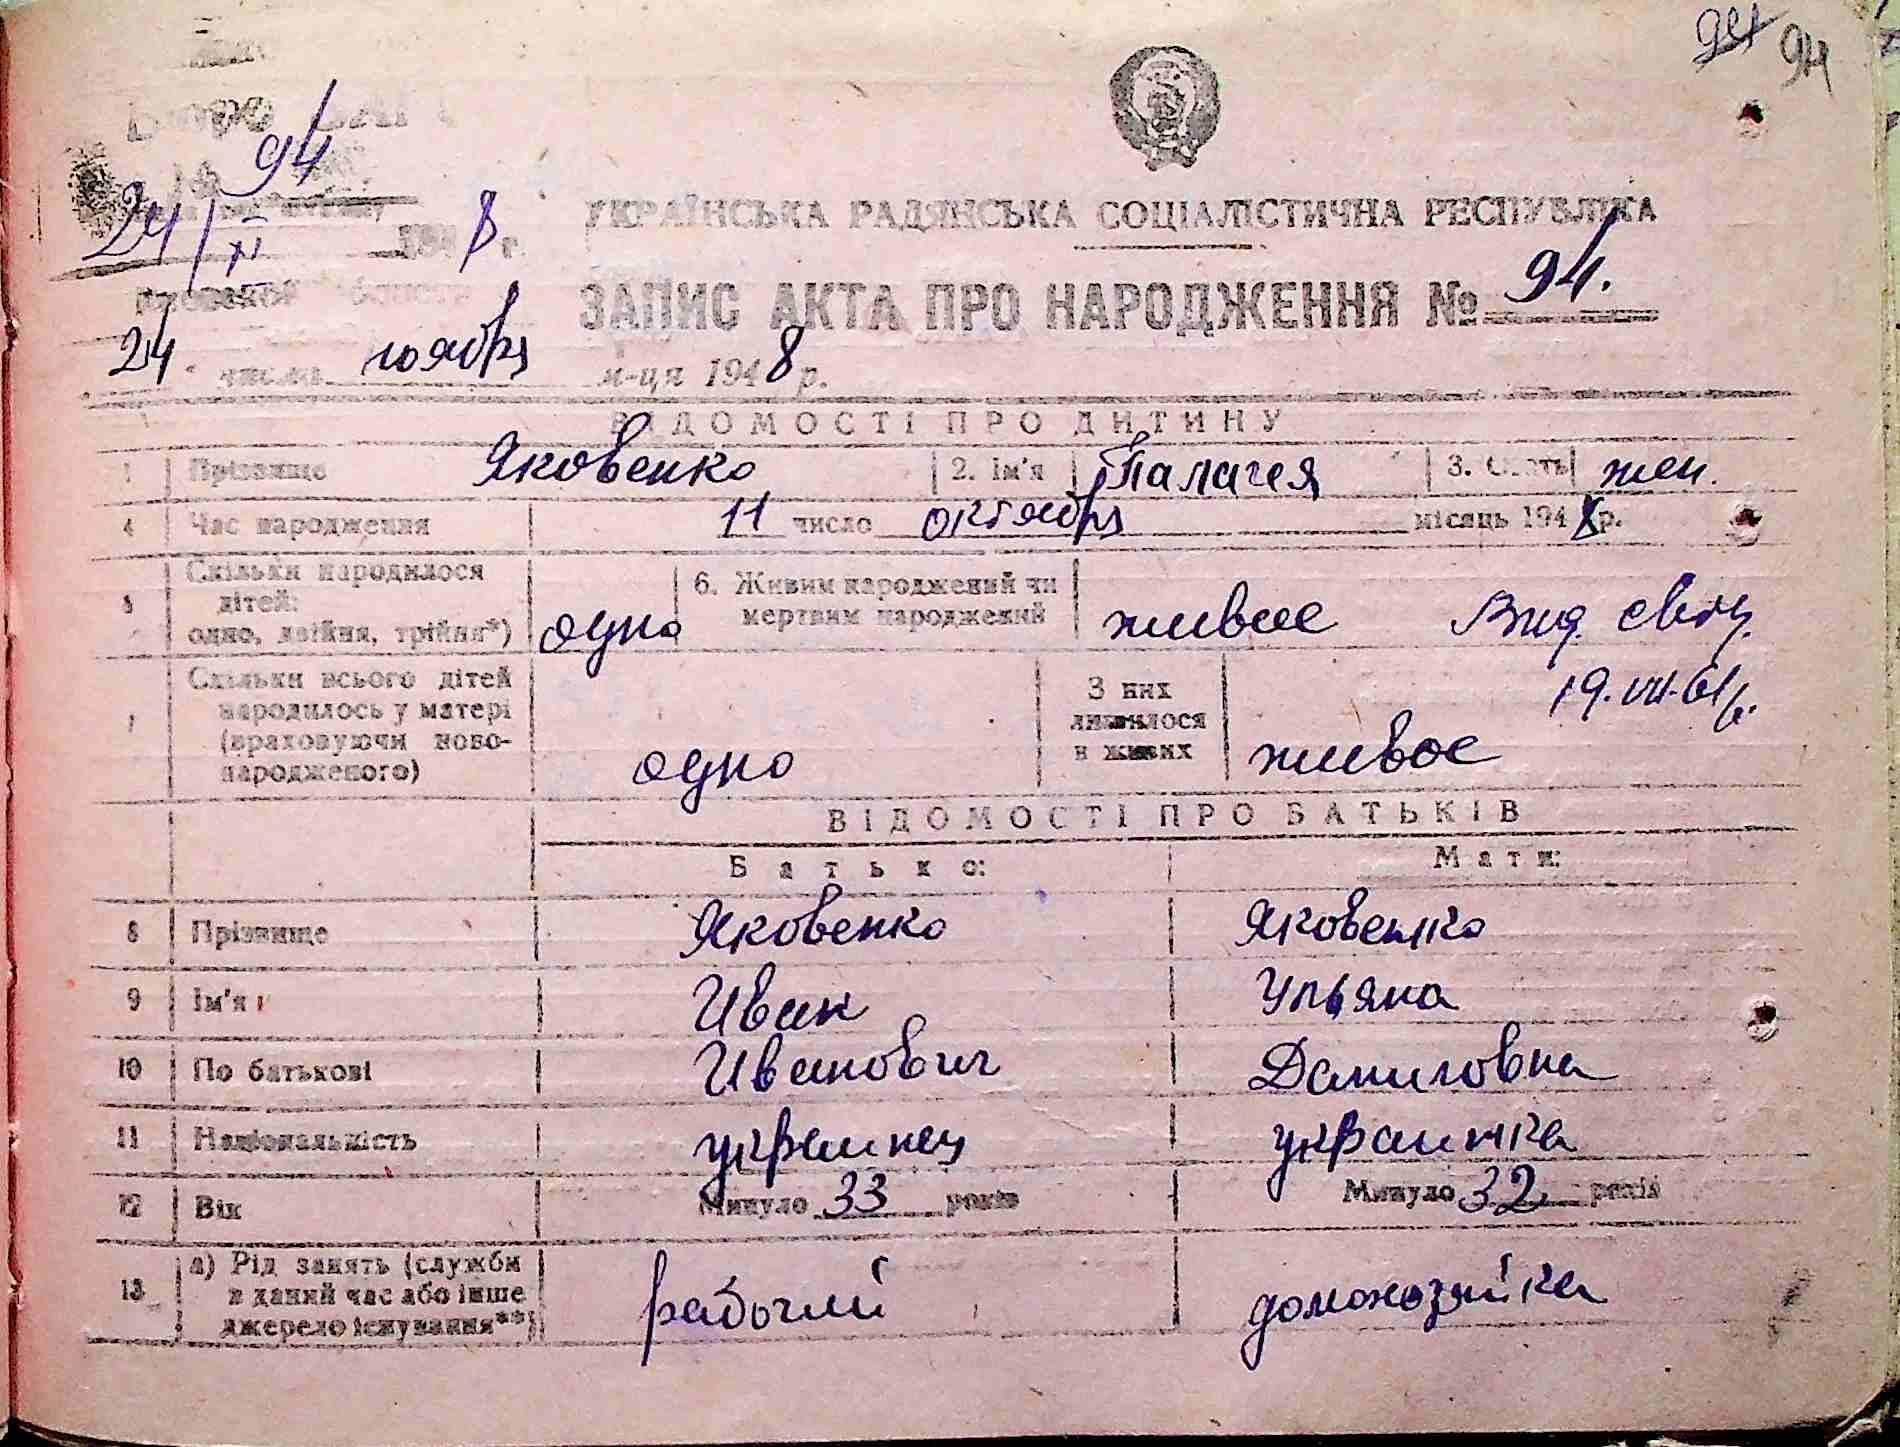 94 94
94
24/XI 1948 г.
УКРАЇНСЬКА РАДЯНСЬКА СОЦІАЛІСТИЧНА РЕСПУБЛІКА
ЗАПИС АКТА ПРО НАРОДЖЕННЯ № 94.
24 числа ноября м-ця 1948 р.
ВІДОМОСТІ ПРО ДИТИНУ
1 Прізвище Яковенко 2. Ім'я Палагея 3. Стать жен.
4 Час народження 11 число октября місяць 1948 р.
5 Скільки народилося дітей: одно, двійня, трійня*) одно 6. Живим народжений чи мертвим народжений живое
Вид. свид.
19.VII-61р.
7 Скільки всього дітей народилось у матері (враховуючи новонародженого) одно З них лишилося в живих живое
ВІДОМОСТІ ПРО БАТЬКІВ
Батько: Мати:
8 Прізвище Яковенко Яковенко
9 Ім'я Иван Ульяна
10 По батькові Иванович Даниловна
11 Національність украинец украинка
12 Вік Минуло 33 років Минуло 32 років
13 а) Рід занять (служби в даний час або інше джерело існування**) рабочий домохозяйка